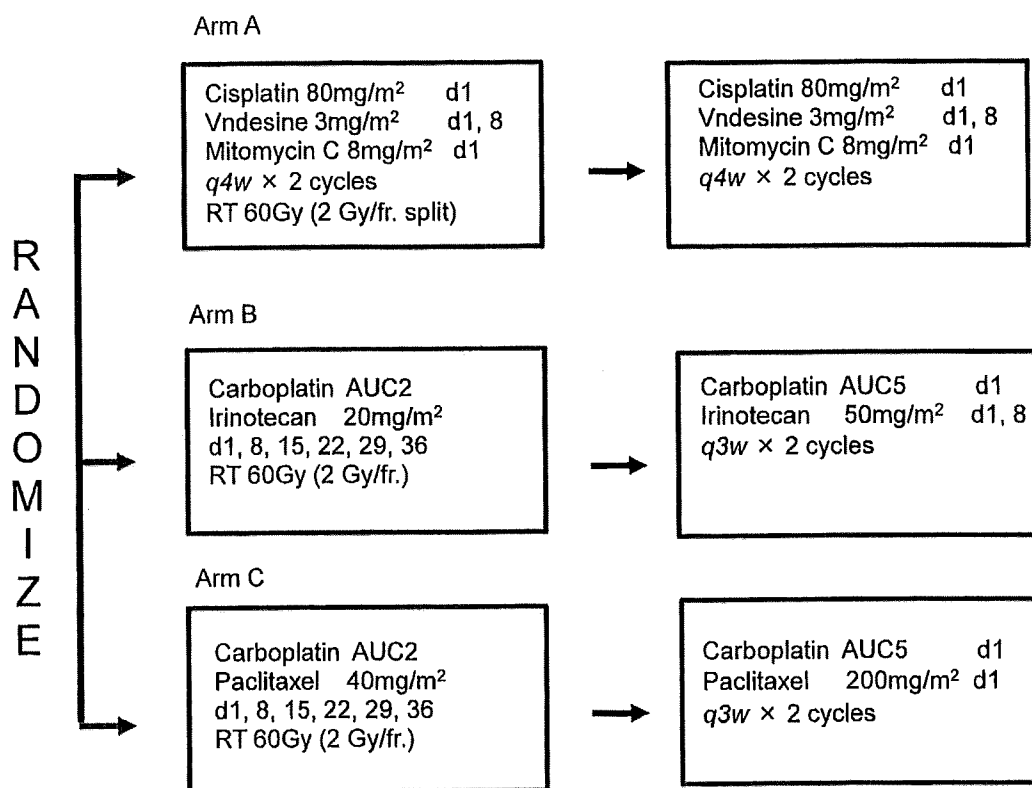 RANDOMIZE
Arm A
Cisplatin 80mg/m² d1
Vndesine 3mg/m² d1, 8
Mitomycin C 8mg/m² d1
q4w × 2 cycles
RT 60Gy (2 Gy/fr. split)
Cisplatin 80mg/m² d1
Vndesine 3mg/m² d1, 8
Mitomycin C 8mg/m² d1
q4w × 2 cycles
Arm B
Carboplatin AUC2
Irinotecan 20mg/m²
d1, 8, 15, 22, 29, 36
RT 60Gy (2 Gy/fr.)
Carboplatin AUC5 d1
Irinotecan 50mg/m² d1, 8
q3w × 2 cycles
Arm C
Carboplatin AUC2
Paclitaxel 40mg/m²
d1, 8, 15, 22, 29, 36
RT 60Gy (2 Gy/fr.)
Carboplatin AUC5 d1
Paclitaxel 200mg/m² d1
q3w × 2 cycles